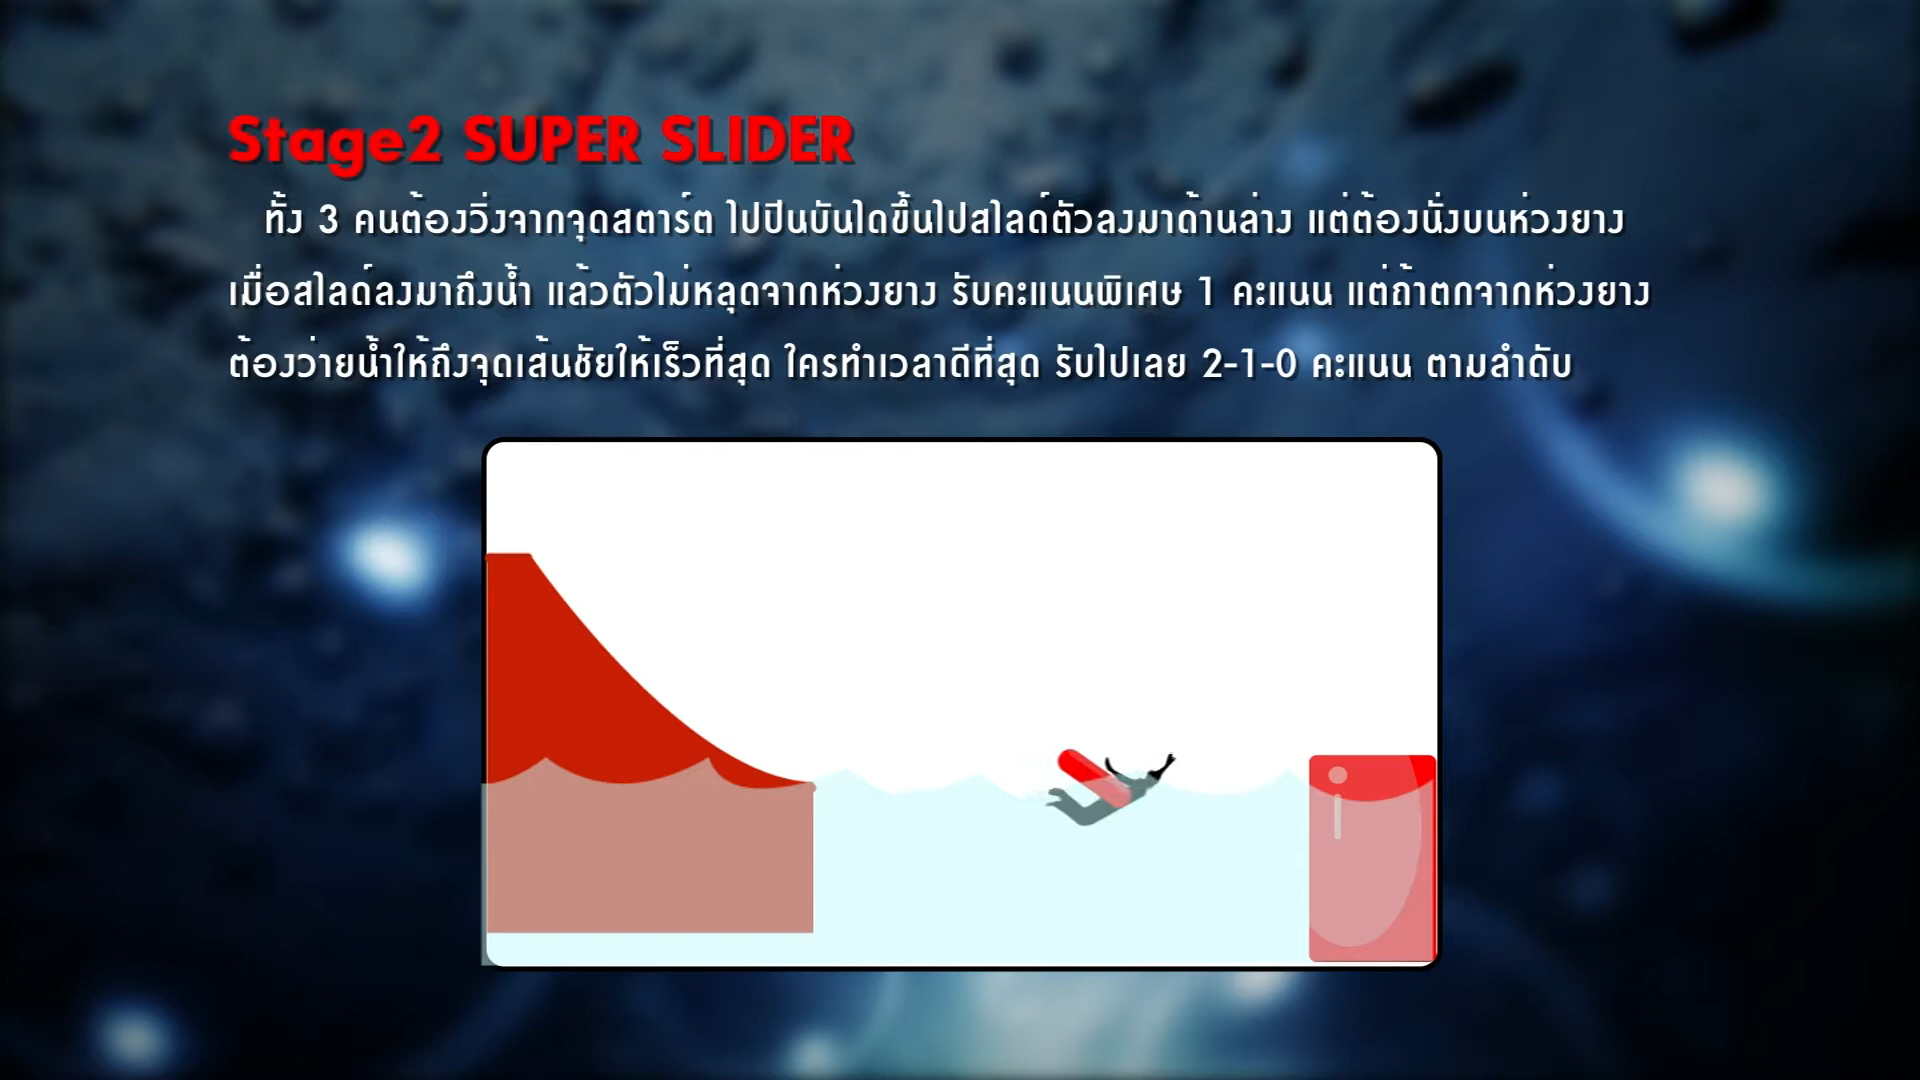 Stage2 SUPER SLIDER
ทั้ง 3 คนต้องวิ่งจากจุดสตาร์ต ไปปีนบันไดขึ้นไปสไลด์ตัวลงมาด้านล่าง แต่ต้องนั่งบนห่วงยาง
เมื่อสไลด์ลงมาถึงน้ำ แล้วตัวไม่หลุดจากห่วงยาง รับคะแนนพิเศษ 1 คะแนน แต่ถ้าตกจากห่วงยาง
ต้องว่ายน้ำให้ถึงจุดเส้นชัยให้เร็วที่สุด ใครทำเวลาดีที่สุด รับไปเลย 2-1-0 คะแนน ตามลำดับ